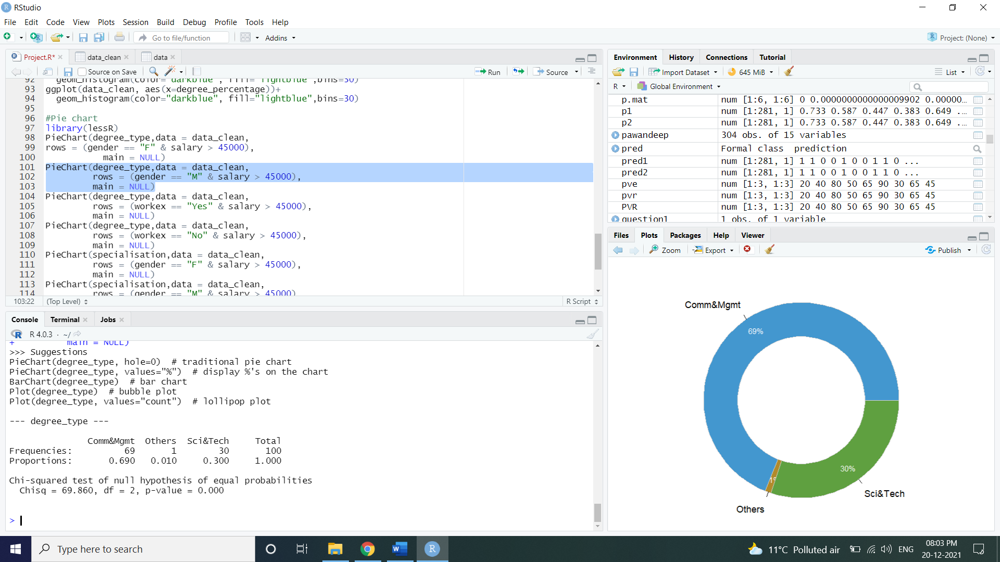 RStudio
File Edit Code View Plots Session Build Debug Profile Tools Help
Go to file/function Addins Project: (None)
Project.R* data_clean data
Source on Save Run Source
92 geom_histogram(color="darkblue", fill="lightblue",bins=30)
93 ggplot(data_clean, aes(x=degree_percentage))+
94 geom_histogram(color="darkblue", fill="lightblue",bins=30)
95
96 #Pie chart
97 library(lessR)
98 PieChart(degree_type,data = data_clean,
99 rows = (gender == "F" & salary > 45000),
100 main = NULL)
101 PieChart(degree_type,data = data_clean,
102 rows = (gender == "M" & salary > 45000),
103 main = NULL)
104 PieChart(degree_type,data = data_clean,
105 rows = (workex == "Yes" & salary > 45000),
106 main = NULL)
107 PieChart(degree_type,data = data_clean,
108 rows = (workex == "No" & salary > 45000),
109 main = NULL)
110 PieChart(specialisation,data = data_clean,
111 rows = (gender == "F" & salary > 45000),
112 main = NULL)
113 PieChart(specialisation,data = data_clean,
114 rows = (gender == "M" & salary > 45000)
103:22 (Top Level) R Script
Console Terminal Jobs
R 4.0.3 · ~/
+ main = NULL)
>>> Suggestions
PieChart(degree_type, hole=0) # traditional pie chart
PieChart(degree_type, values="%") # display %'s on the chart
BarChart(degree_type) # bar chart
Plot(degree_type) # bubble plot
Plot(degree_type, values="count") # lollipop plot
--- degree_type ---
Comm&Mgmt Others Sci&Tech Total
Frequencies: 69 1 30 100
Proportions: 0.690 0.010 0.300 1.000
Chi-squared test of null hypothesis of equal probabilities
Chisq = 69.860, df = 2, p-value = 0.000
>
Environment History Connections Tutorial
Import Dataset 645 MiB List
R Global Environment
p.mat num [1:6, 1:6] 0 0.0000000000000009902 0.00000...
p1 num [1:281, 1] 0.733 0.587 0.447 0.383 0.649 ...
p2 num [1:281, 1] 0.733 0.587 0.447 0.383 0.649 ...
pawandeep 304 obs. of 15 variables
pred Formal class prediction
pred1 num [1:281, 1] 1 1 0 0 1 0 0 1 1 0 ...
pred2 num [1:281, 1] 1 1 0 0 1 0 0 1 1 0 ...
pve num [1:3, 1:3] 20 40 80 50 65 90 30 65 45
pvr num [1:3, 1:3] 20 40 80 50 65 90 30 65 45
PVR num [1:3, 1:3] 20 40 80 50 65 90 30 65 45
question1 1 obs. of 1 variable
Files Plots Packages Help Viewer
Zoom Export Publish
Comm&Mgmt
69%
30%
1%
Sci&Tech
Others
Type here to search
W
R
11°C Polluted air ENG
08:03 PM
20-12-2021